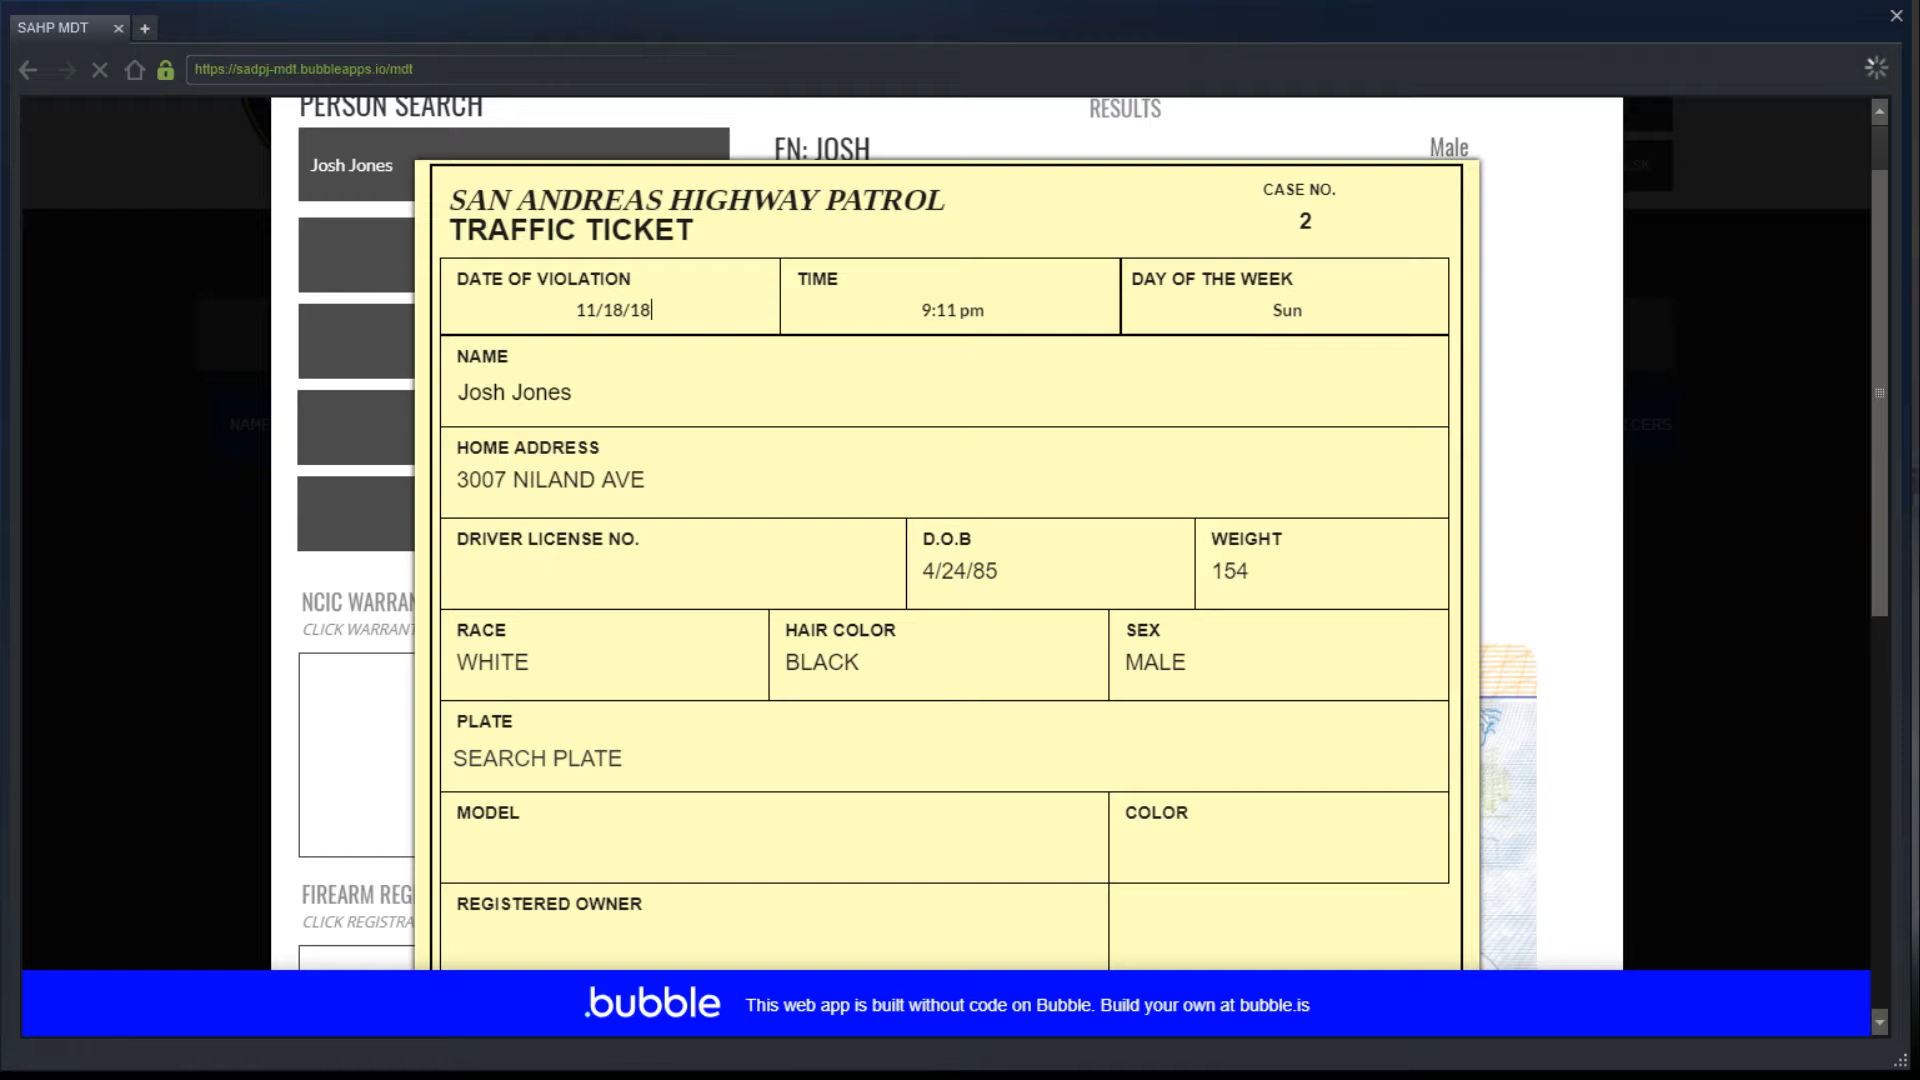 SAHP MDT
https://sadpj-mdt.bubbleapps.io/mdt
PERSON SEARCH
RESULTS
Josh Jones
FN: JOSH
Male
SAN ANDREAS HIGHWAY PATROL
TRAFFIC TICKET
CASE NO.
2
DATE OF VIOLATION
11/18/18
TIME
9:11 pm
DAY OF THE WEEK
Sun
NAME
Josh Jones
HOME ADDRESS
3007 NILAND AVE
DRIVER LICENSE NO.
D.O.B
4/24/85
WEIGHT
154
RACE
WHITE
HAIR COLOR
BLACK
SEX
MALE
PLATE
SEARCH PLATE
MODEL
COLOR
REGISTERED OWNER
NAME
NCIC WARRAN
CLICK WARRANT
FIREARM REG
CLICK REGISTRA
.bubble
This web app is built without code on Bubble. Build your own at bubble.is